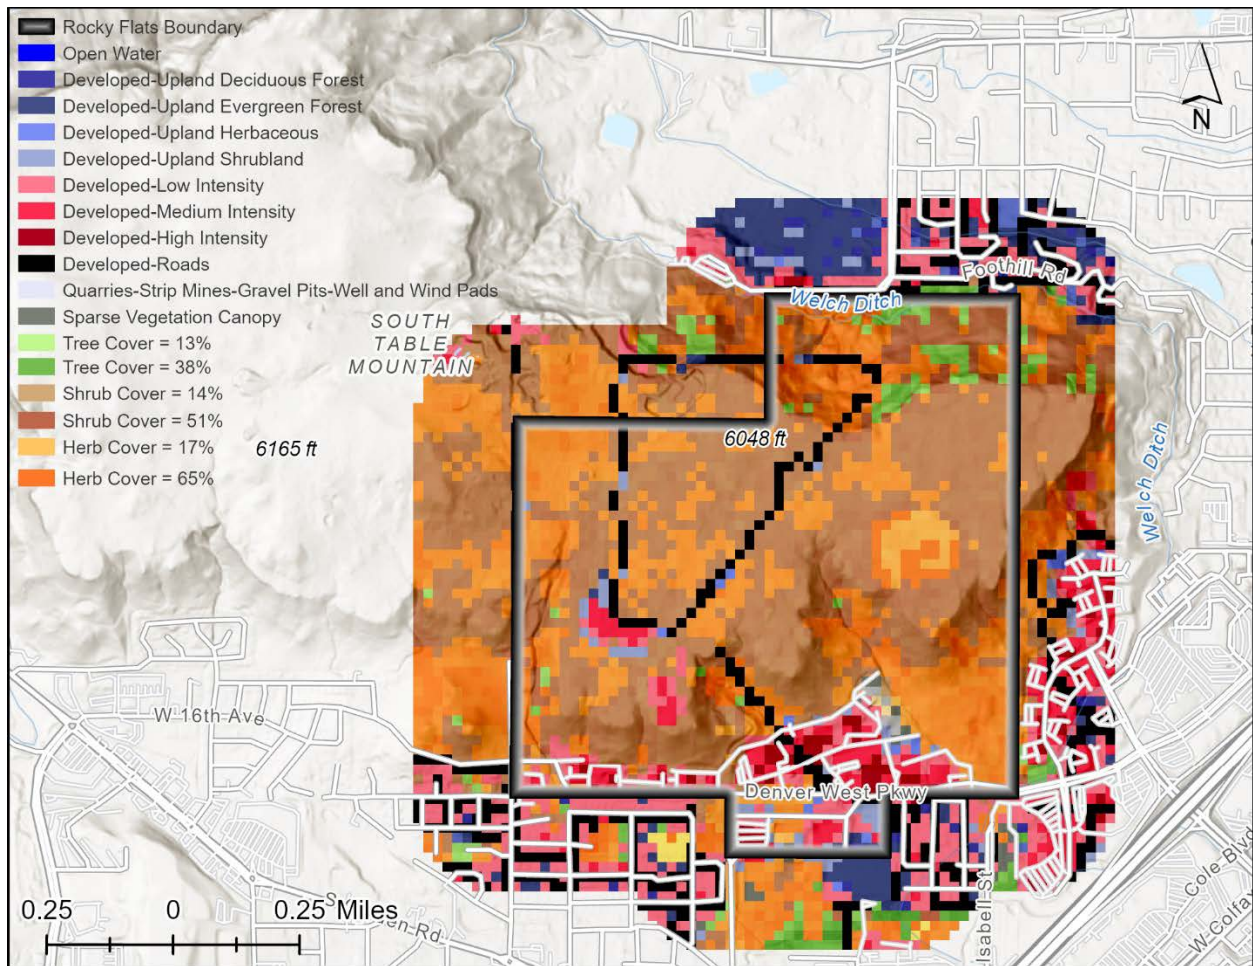 Rocky Flats Boundary
Open Water
Developed-Upland Deciduous Forest
Developed-Upland Evergreen Forest
Developed-Upland Herbaceous
Developed-Upland Shrubland
Developed-Low Intensity
Developed-Medium Intensity
Developed-High Intensity
Developed-Roads
Quarries-Strip Mines-Gravel Pits-Well and Wind Pads
Sparse Vegetation Canopy
Tree Cover = 13%
Tree Cover = 38%
Shrub Cover = 14%
Shrub Cover = 51%
Herb Cover = 17%
Herb Cover = 65%
N
Foothill Rd
Welch Ditch
SOUTH
TABLE
MOUNTAIN
6165 ft
6048 ft
Welch Ditch
W 16th Ave
Denver West Pkwy
Isabell St
Cole Blvd
W Colfa
0.25 0 0.25 Miles